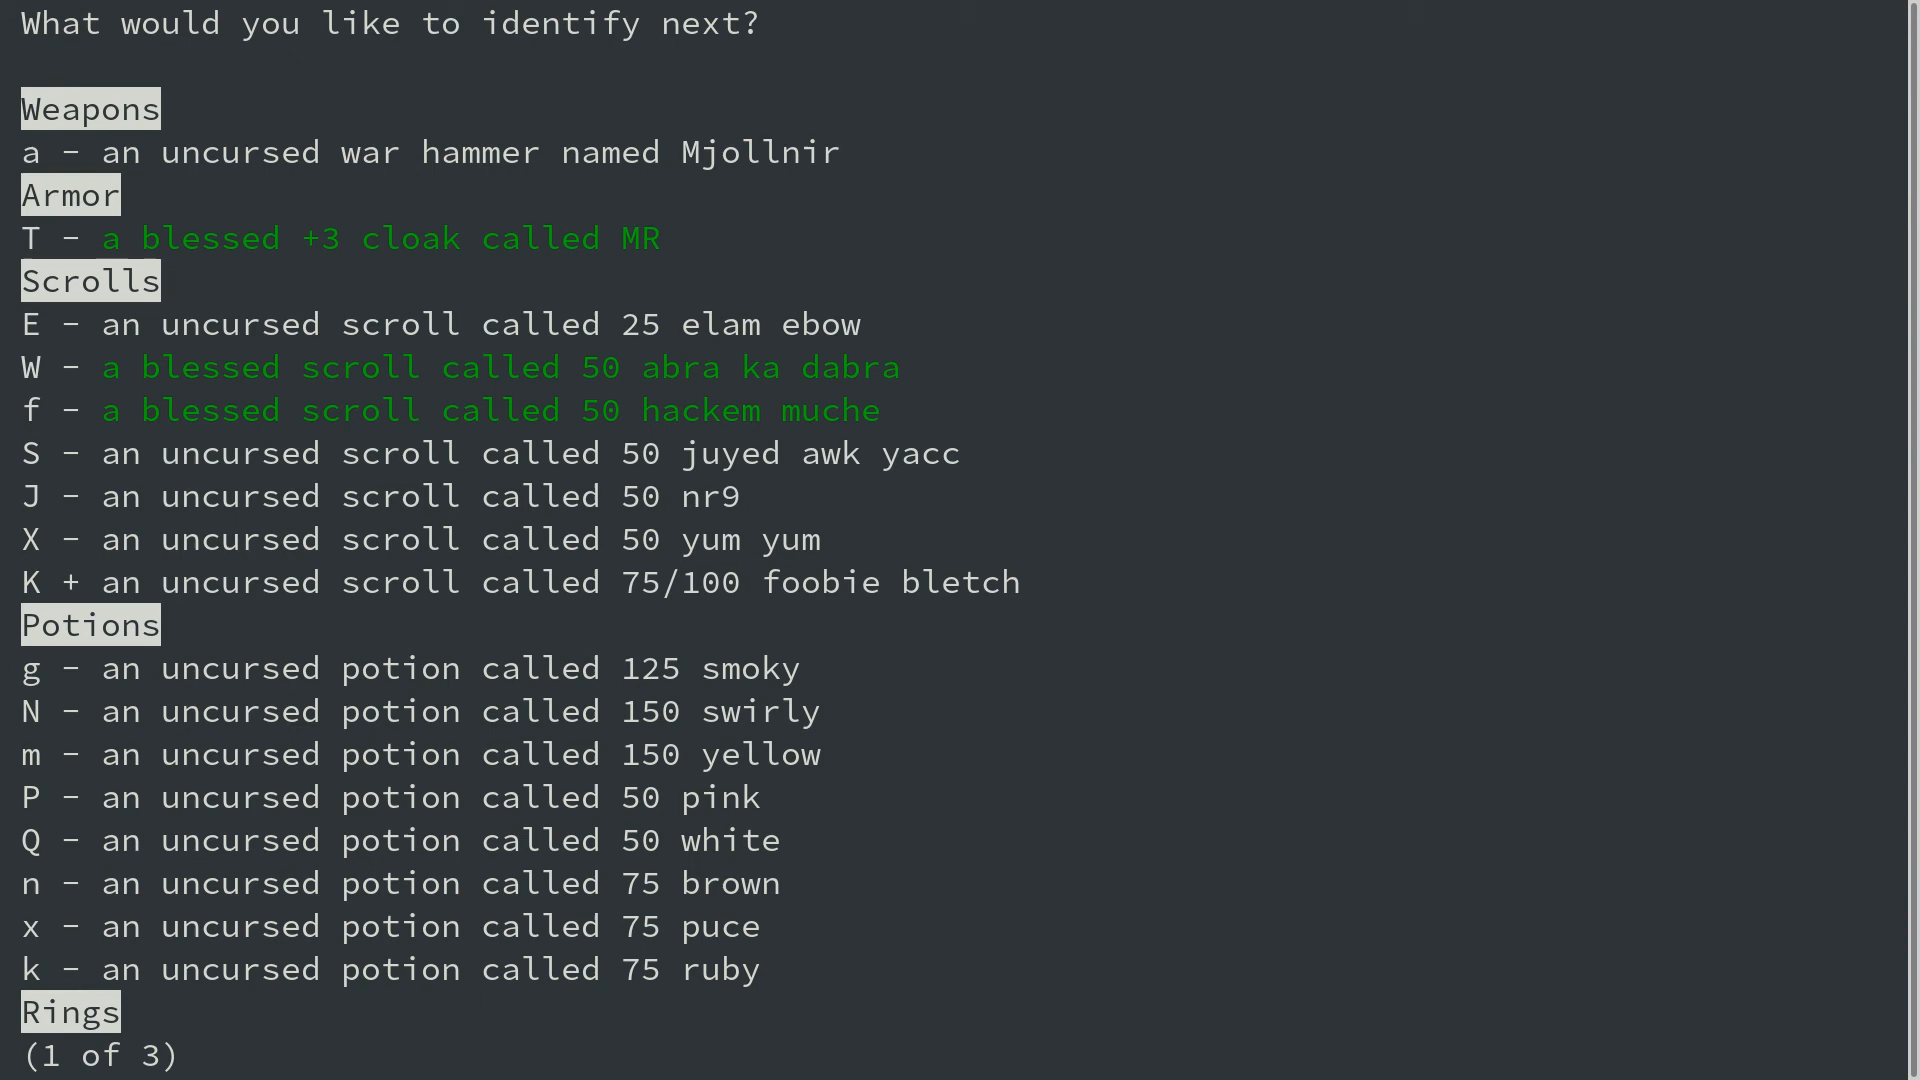 What would you like to identify next?
Weapons
a - an uncursed war hammer named Mjollnir
Armor
T - a blessed +3 cloak called MR
Scrolls
E - an uncursed scroll called 25 elam ebow
W - a blessed scroll called 50 abra ka dabra
f - a blessed scroll called 50 hackem muche
S - an uncursed scroll called 50 juyed awk yacc
J - an uncursed scroll called 50 nr9
X - an uncursed scroll called 50 yum yum
K + an uncursed scroll called 75/100 foobie bletch
Potions
g - an uncursed potion called 125 smoky
N - an uncursed potion called 150 swirly
m - an uncursed potion called 150 yellow
P - an uncursed potion called 50 pink
Q - an uncursed potion called 50 white
n - an uncursed potion called 75 brown
x - an uncursed potion called 75 puce
k - an uncursed potion called 75 ruby
Rings
(1 of 3)